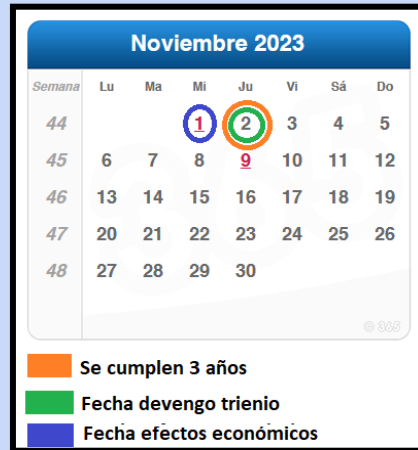 Noviembre 2023
Semana Lu Ma Mi Ju Vi Sá Do
44 1 2 3 4 5
45 6 7 8 9 10 11 12
46 13 14 15 16 17 18 19
47 20 21 22 23 24 25 26
48 27 28 29 30
© 365
Se cumplen 3 años
Fecha devengo trienio
Fecha efectos económicos